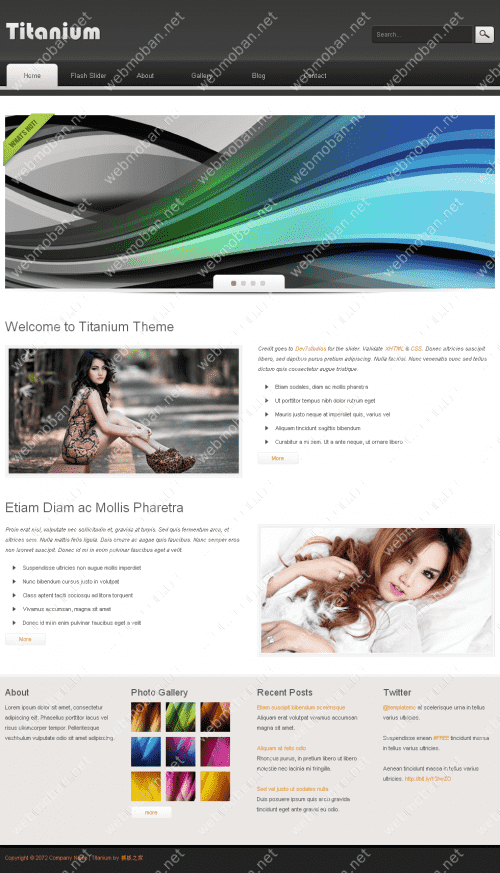 Titanium
Search...
Home
Flash Slider
About
Gallery
Blog
Contact
WHAT'S HOT!
Welcome to Titanium Theme
Credit goes to DevTutorials for the slider. Validate XHTML & CSS. Donec ultricies suscipit
libero, sed dapibus purus pretium adipiscing. Nulla facilisi. Nunc venenatis nunc sed tellus
dictum quis consectetur augue tristique.
Etiam sodales, diam ac mollis pharetra
Ut porttitor tempus nibh dolor rutrum eget
Mauris justo neque at imperdiet quis, varius vel
Aliquam tincidunt sagittis bibendum
Curabitur a mi sem. Ut a ante neque, ut ornare libero
More
Etiam Diam ac Mollis Pharetra
Proin erat nisl, vulputate nec sollicitudin et, gravida at turpis. Sed quis fermentum arcu, et
ultrices sem. Nulla mattis felis ligula. Duis ornare ac augue quis faucibus. Nunc semper eros
non laoreet suscipit. Donec id mi in enim pulvinar faucibus eget a velit.
Suspendisse ultricies non augue mollis imperdiet
Nunc bibendum cursus justo in volutpat
Class aptent taciti sociosqu ad litora torquent
Vivamus accumsan, magna sit amet
Donec id mi in enim pulvinar faucibus eget a velit
More
About
Lorem ipsum dolor sit amet, consectetur
adipiscing elit. Phasellus porttitor lacus vel
risus ullamcorper tempor. Pellentesque
vestibulum vulputate odio sit amet adipiscing.
Photo Gallery
more
Recent Posts
Etiam suscipit bibendum scelerisque
Aliquam erat volutpat vivamus accumsan
magna sit amet.
Aliquam at felis odio
Rhoncus purus, in pretium libero ut libero
molestie nec lacinia mi fringilla.
Sed vel justo ut sodales nulla
Duis posuere ipsum quis arcu gravida
tincidunt eget ante gravi eu odio.
Twitter
@templatemo at scelerisque urna in tellus
varius ultricies.
Suspendisse enean #FREE tincidunt massa
in tellus varius ultricies.
Aenean tincidunt massa in tellus varius
ultricies.
Copyright © 2072 Company Name | Titanium by 模板之家
webmoban.net